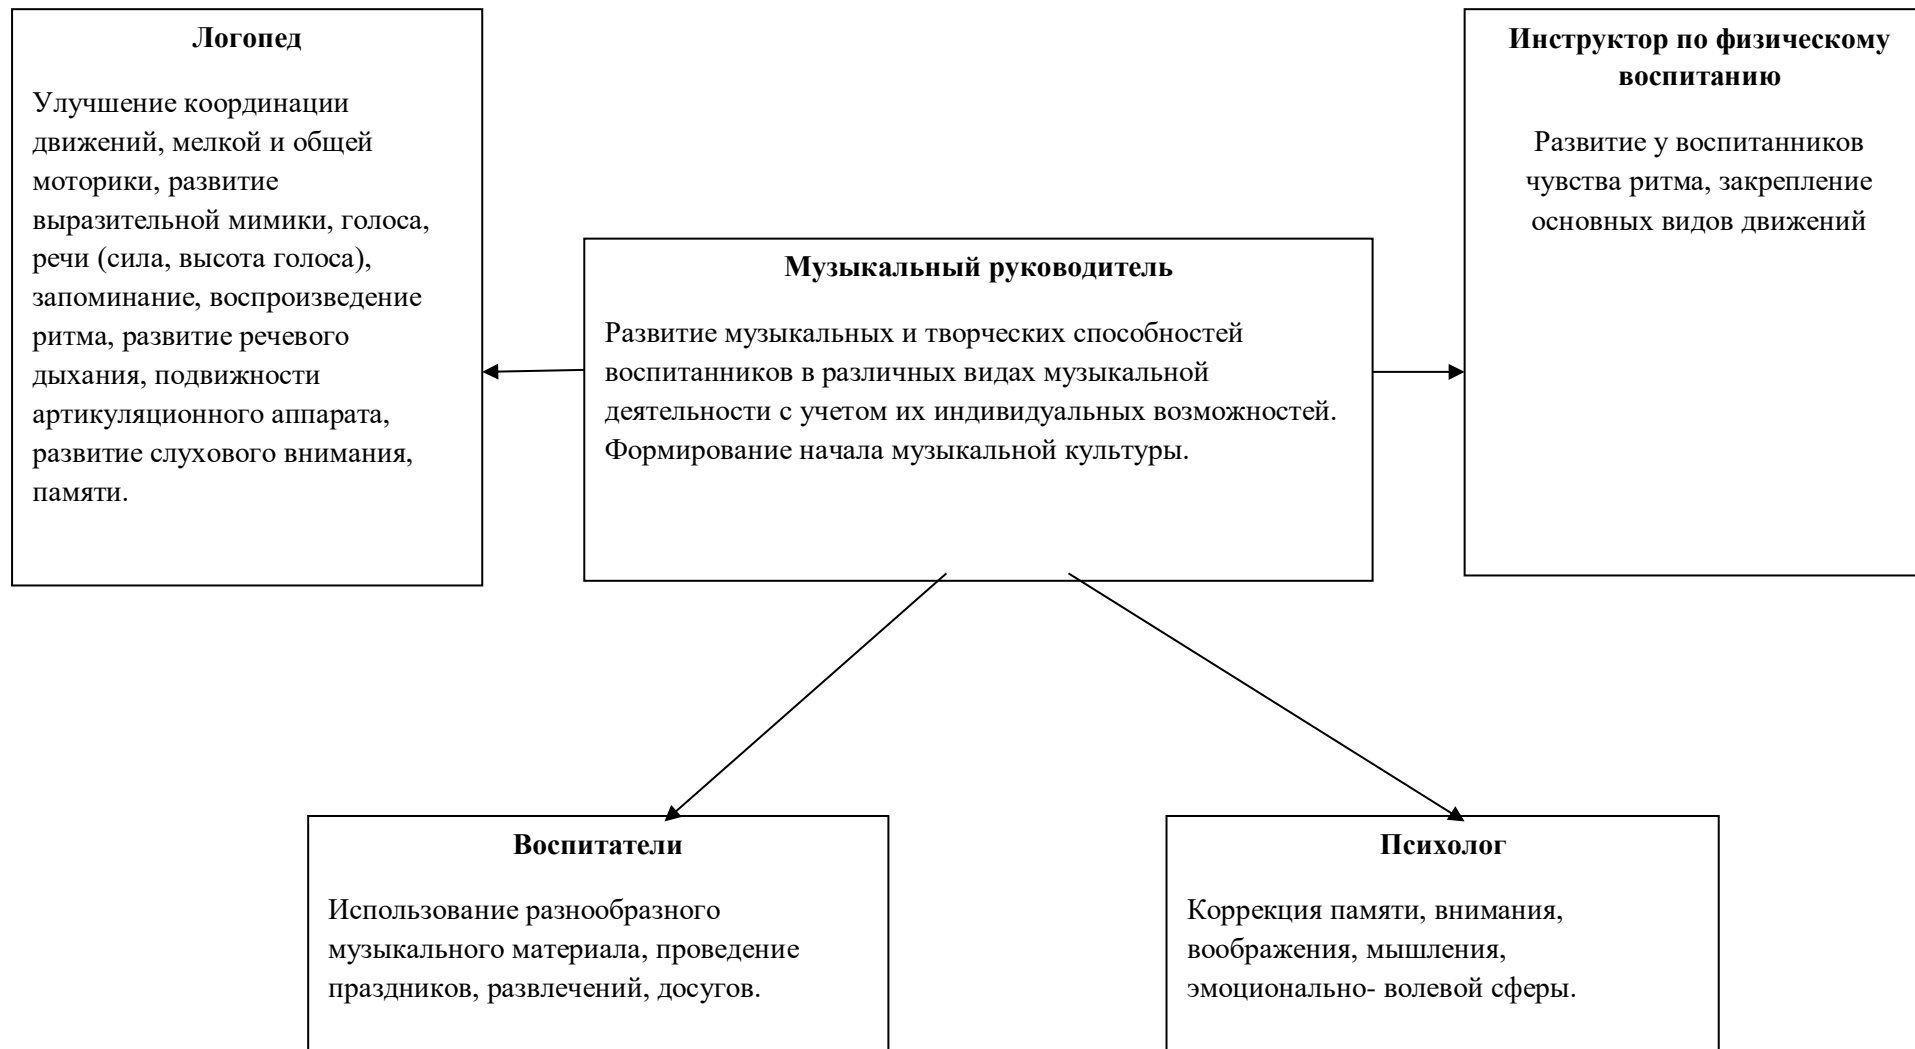 Логопед
Улучшение координации
движений, мелкой и общей
моторики, развитие
выразительной мимики, голоса,
речи (сила, высота голоса),
запоминание, воспроизведение
ритма, развитие речевого
дыхания, подвижности
артикуляционного аппарата,
развитие слухового внимания,
памяти.
Музыкальный руководитель
Развитие музыкальных и творческих способностей
воспитанников в различных видах музыкальной
деятельности с учетом их индивидуальных возможностей.
Формирование начала музыкальной культуры.
Инструктор по физическому
воспитанию
Развитие у воспитанников
чувства ритма, закрепление
основных видов движений
Воспитатели
Использование разнообразного
музыкального материала, проведение
праздников, развлечений, досугов.
Психолог
Коррекция памяти, внимания,
воображения, мышления,
эмоционально- волевой сферы.